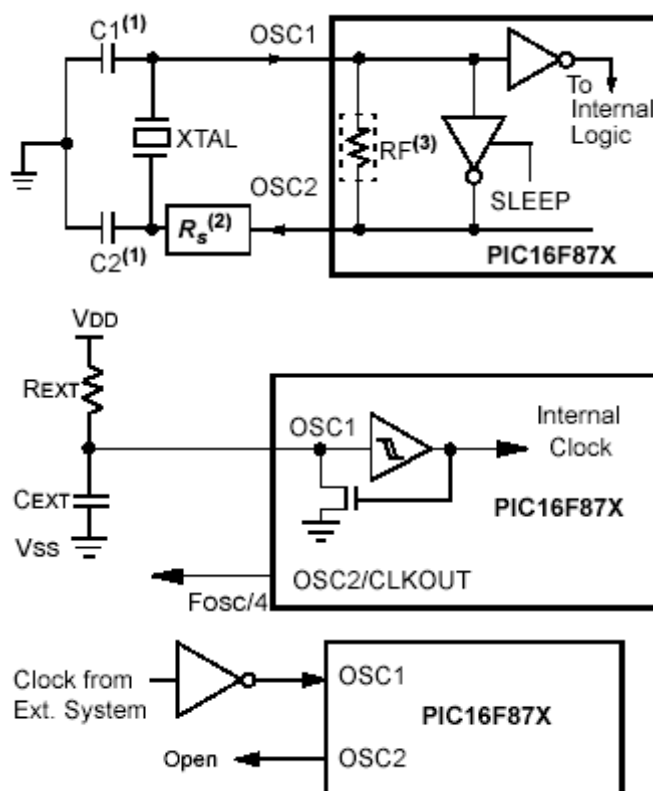 C1(1)
OSC1
To
Internal
Logic
XTAL
RF(3)
OSC2
SLEEP
Rs(2)
C2(1)
PIC16F87X
VDD
REXT
OSC1
Internal
Clock
CEXT
PIC16F87X
VSS
OSC2/CLKOUT
Fosc/4
Clock from
Ext. System
OSC1
PIC16F87X
Open
OSC2